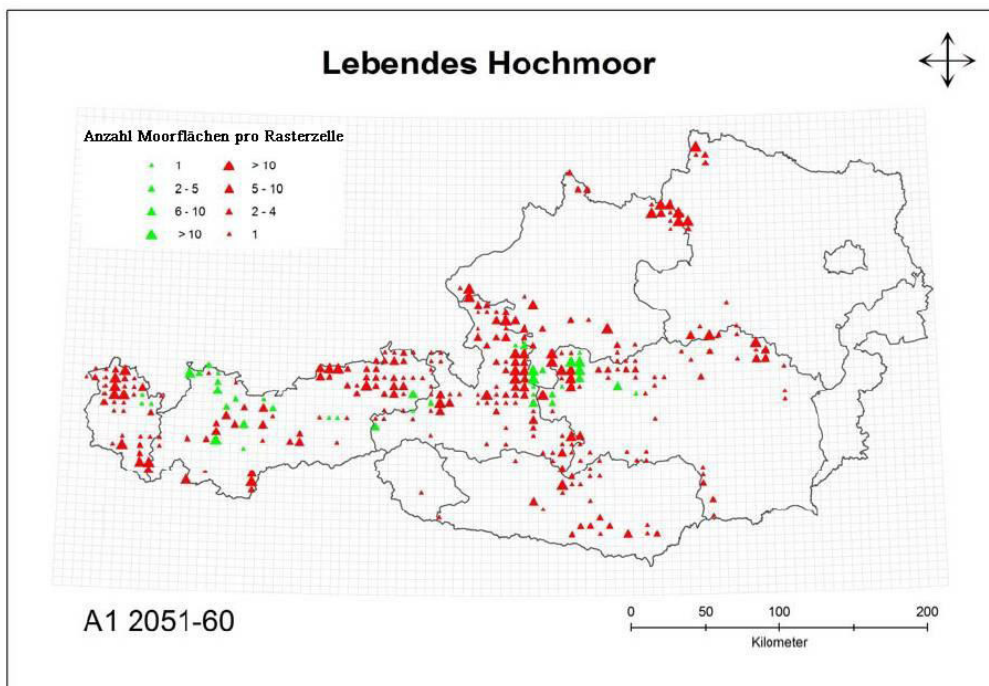 Lebendes Hochmoor
Anzahl Moorflächen pro Rasterzelle
1 > 10
2 - 5 5 - 10
6 - 10 2 - 4
> 10 1
A1 2051-60
0 50 100 200
Kilometer